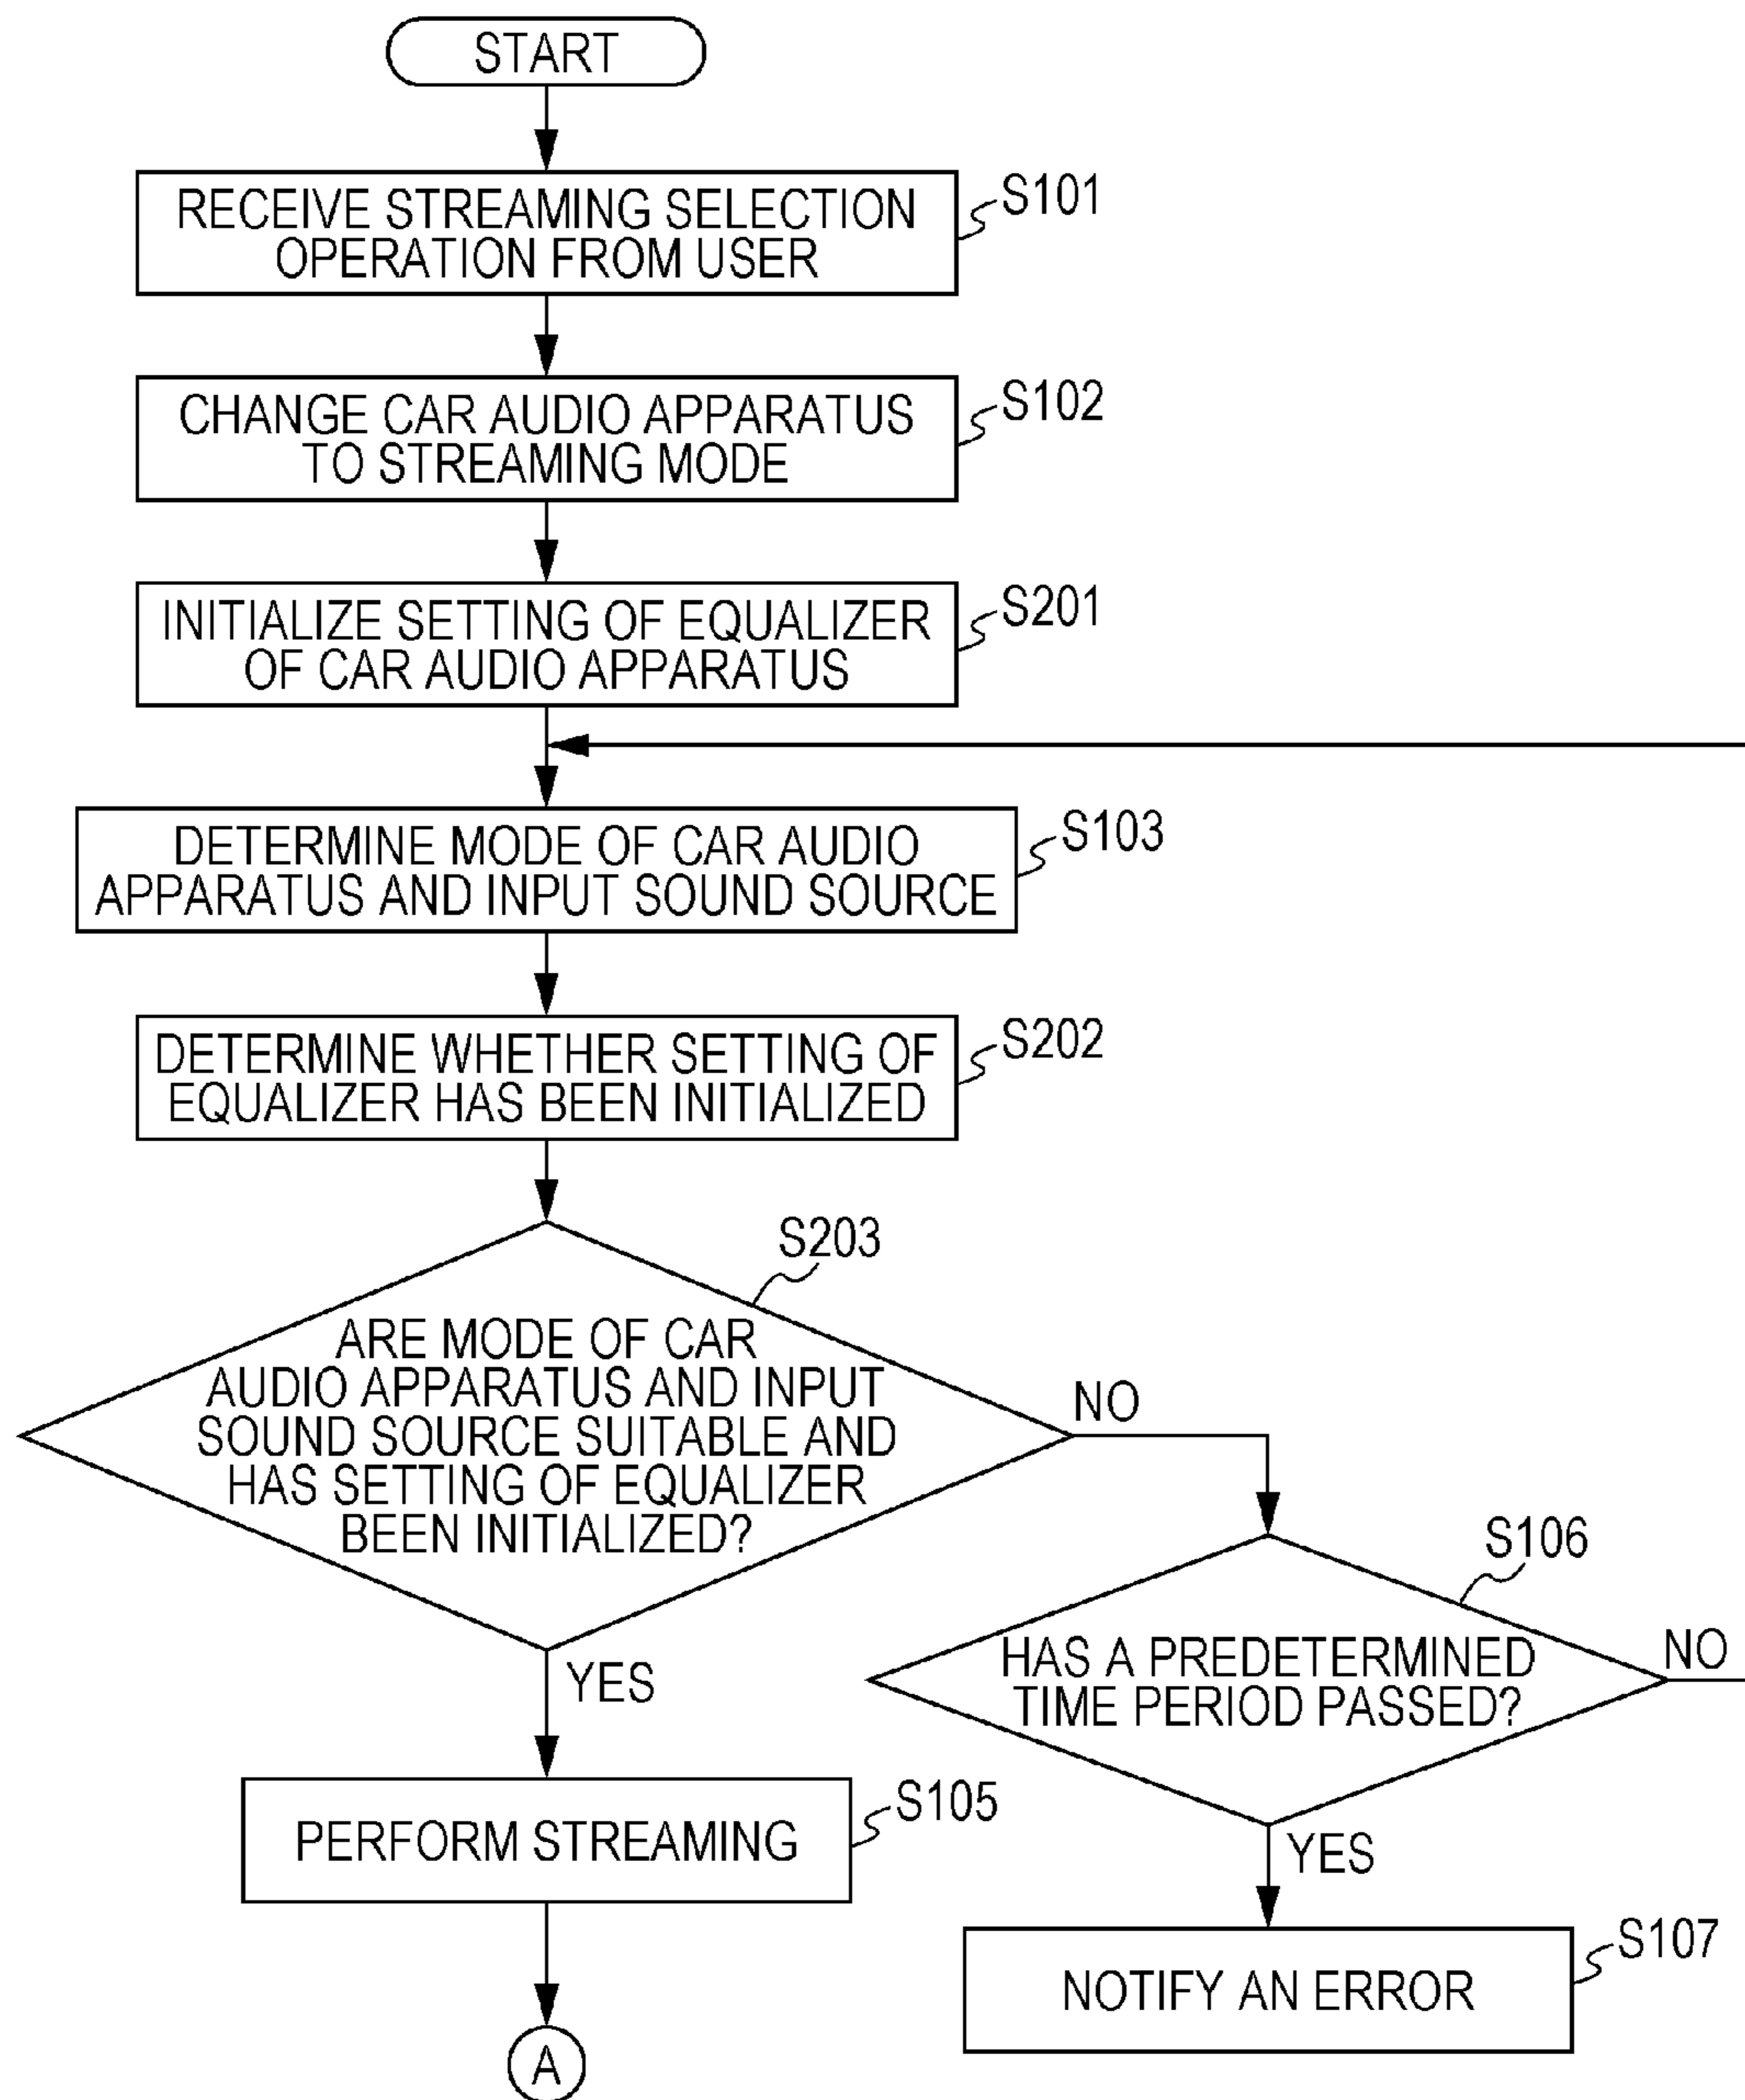 START
RECEIVE STREAMING SELECTION
OPERATION FROM USER
S101
CHANGE CAR AUDIO APPARATUS
TO STREAMING MODE
S102
INITIALIZE SETTING OF EQUALIZER
OF CAR AUDIO APPARATUS
S201
DETERMINE MODE OF CAR AUDIO
APPARATUS AND INPUT SOUND SOURCE
S103
DETERMINE WHETHER SETTING OF
EQUALIZER HAS BEEN INITIALIZED
S202
S203
ARE MODE OF CAR
AUDIO APPARATUS AND INPUT
SOUND SOURCE SUITABLE AND
HAS SETTING OF EQUALIZER
BEEN INITIALIZED?
NO
YES
S106
HAS A PREDETERMINED
TIME PERIOD PASSED?
NO
YES
PERFORM STREAMING
S105
NOTIFY AN ERROR
S107
A